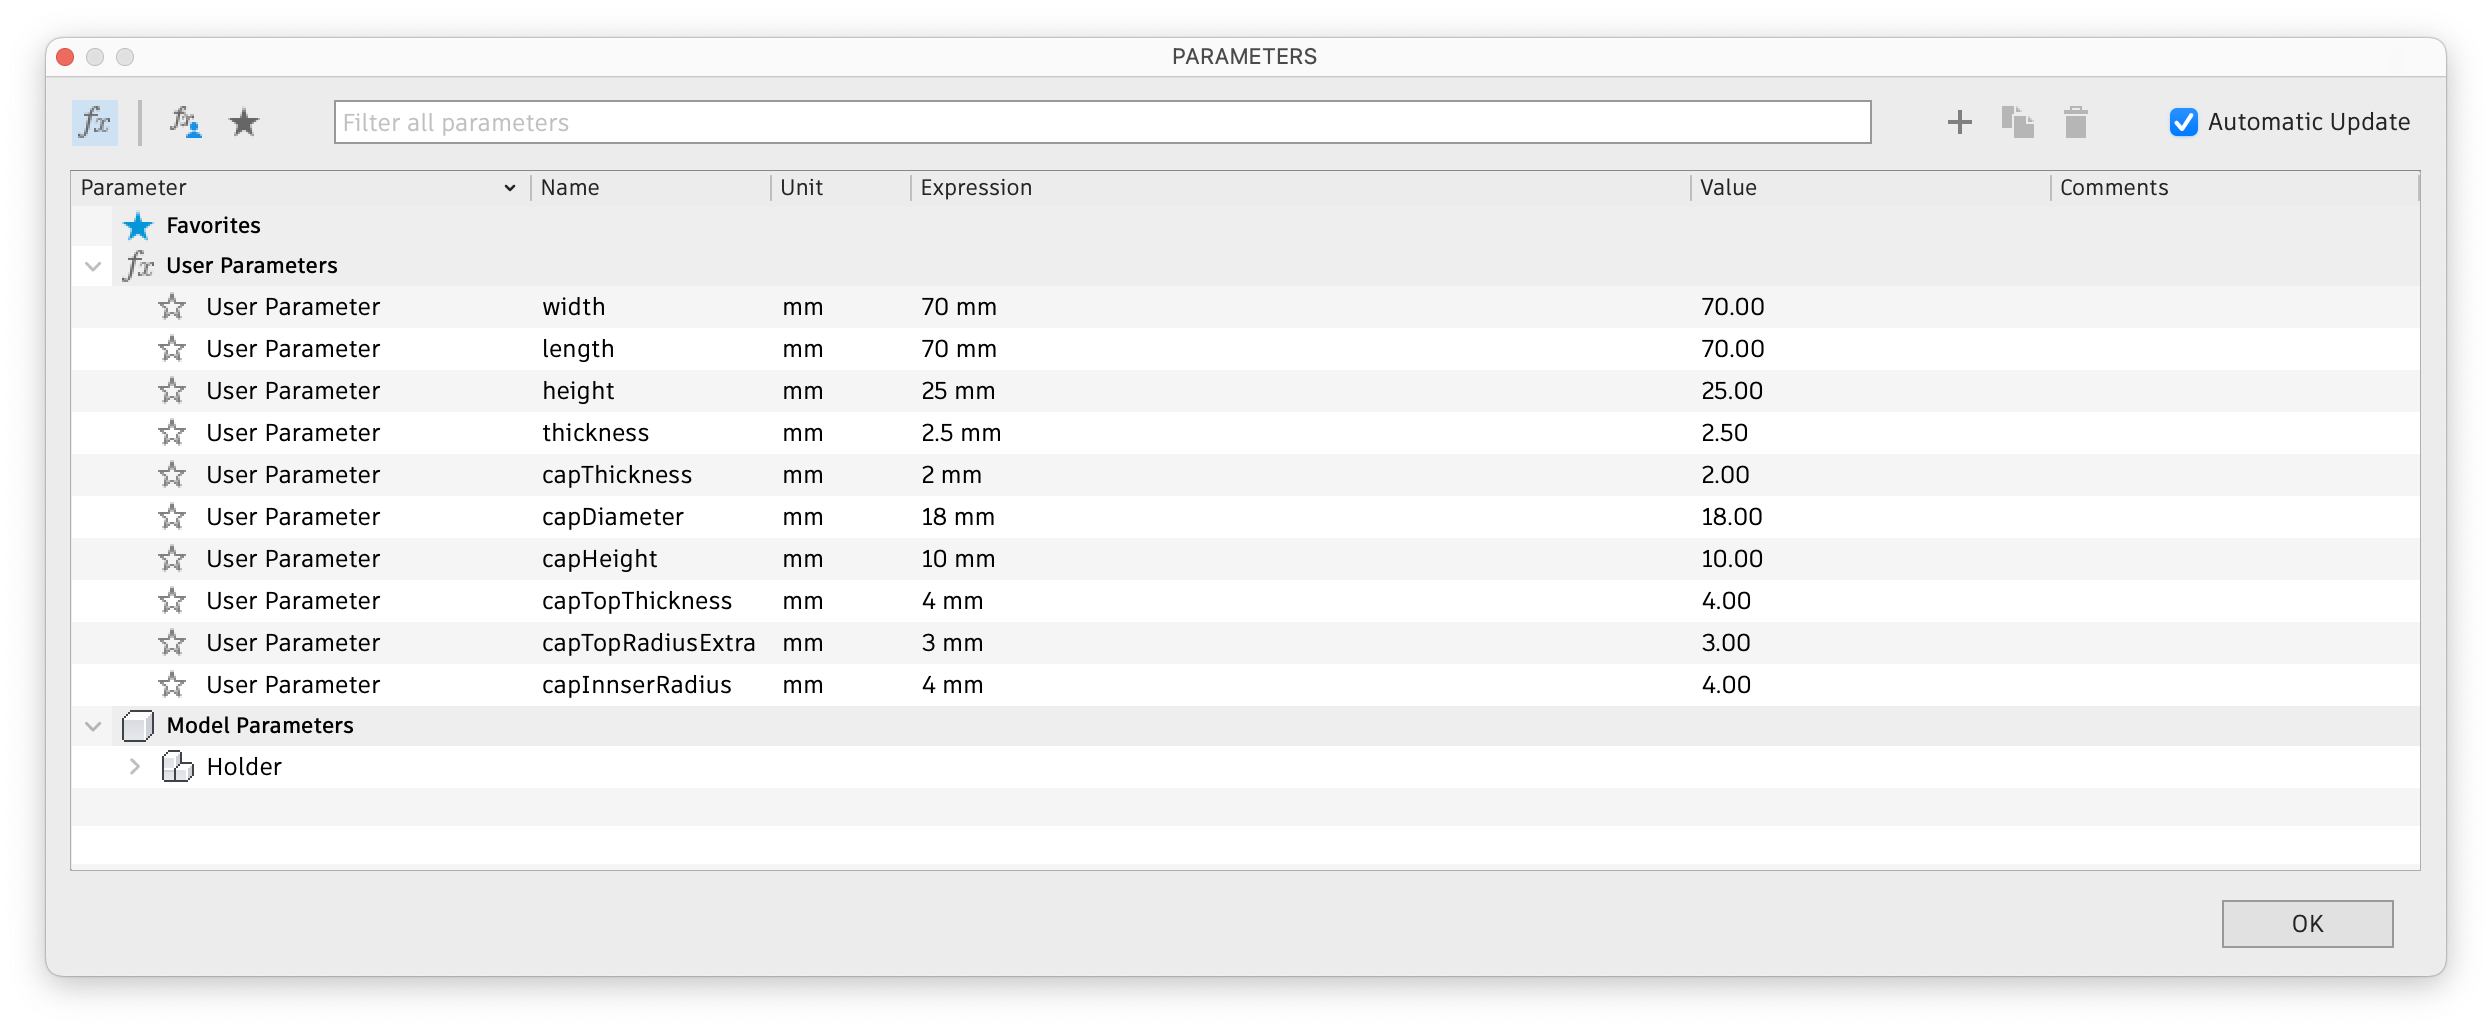 PARAMETERS
fx fx Filter all parameters Automatic Update
Parameter Name Unit Expression Value Comments
Favorites
fx User Parameters
User Parameter width mm 70 mm 70.00
User Parameter length mm 70 mm 70.00
User Parameter height mm 25 mm 25.00
User Parameter thickness mm 2.5 mm 2.50
User Parameter capThickness mm 2 mm 2.00
User Parameter capDiameter mm 18 mm 18.00
User Parameter capHeight mm 10 mm 10.00
User Parameter capTopThickness mm 4 mm 4.00
User Parameter capTopRadiusExtra mm 3 mm 3.00
User Parameter capInnserRadius mm 4 mm 4.00
Model Parameters
Holder
OK